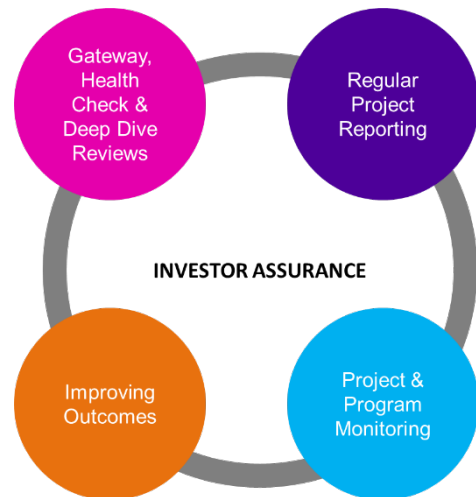 Gateway,
Health
Check &
Deep Dive
Reviews
Regular
Project
Reporting
INVESTOR ASSURANCE
Improving
Outcomes
Project &
Program
Monitoring